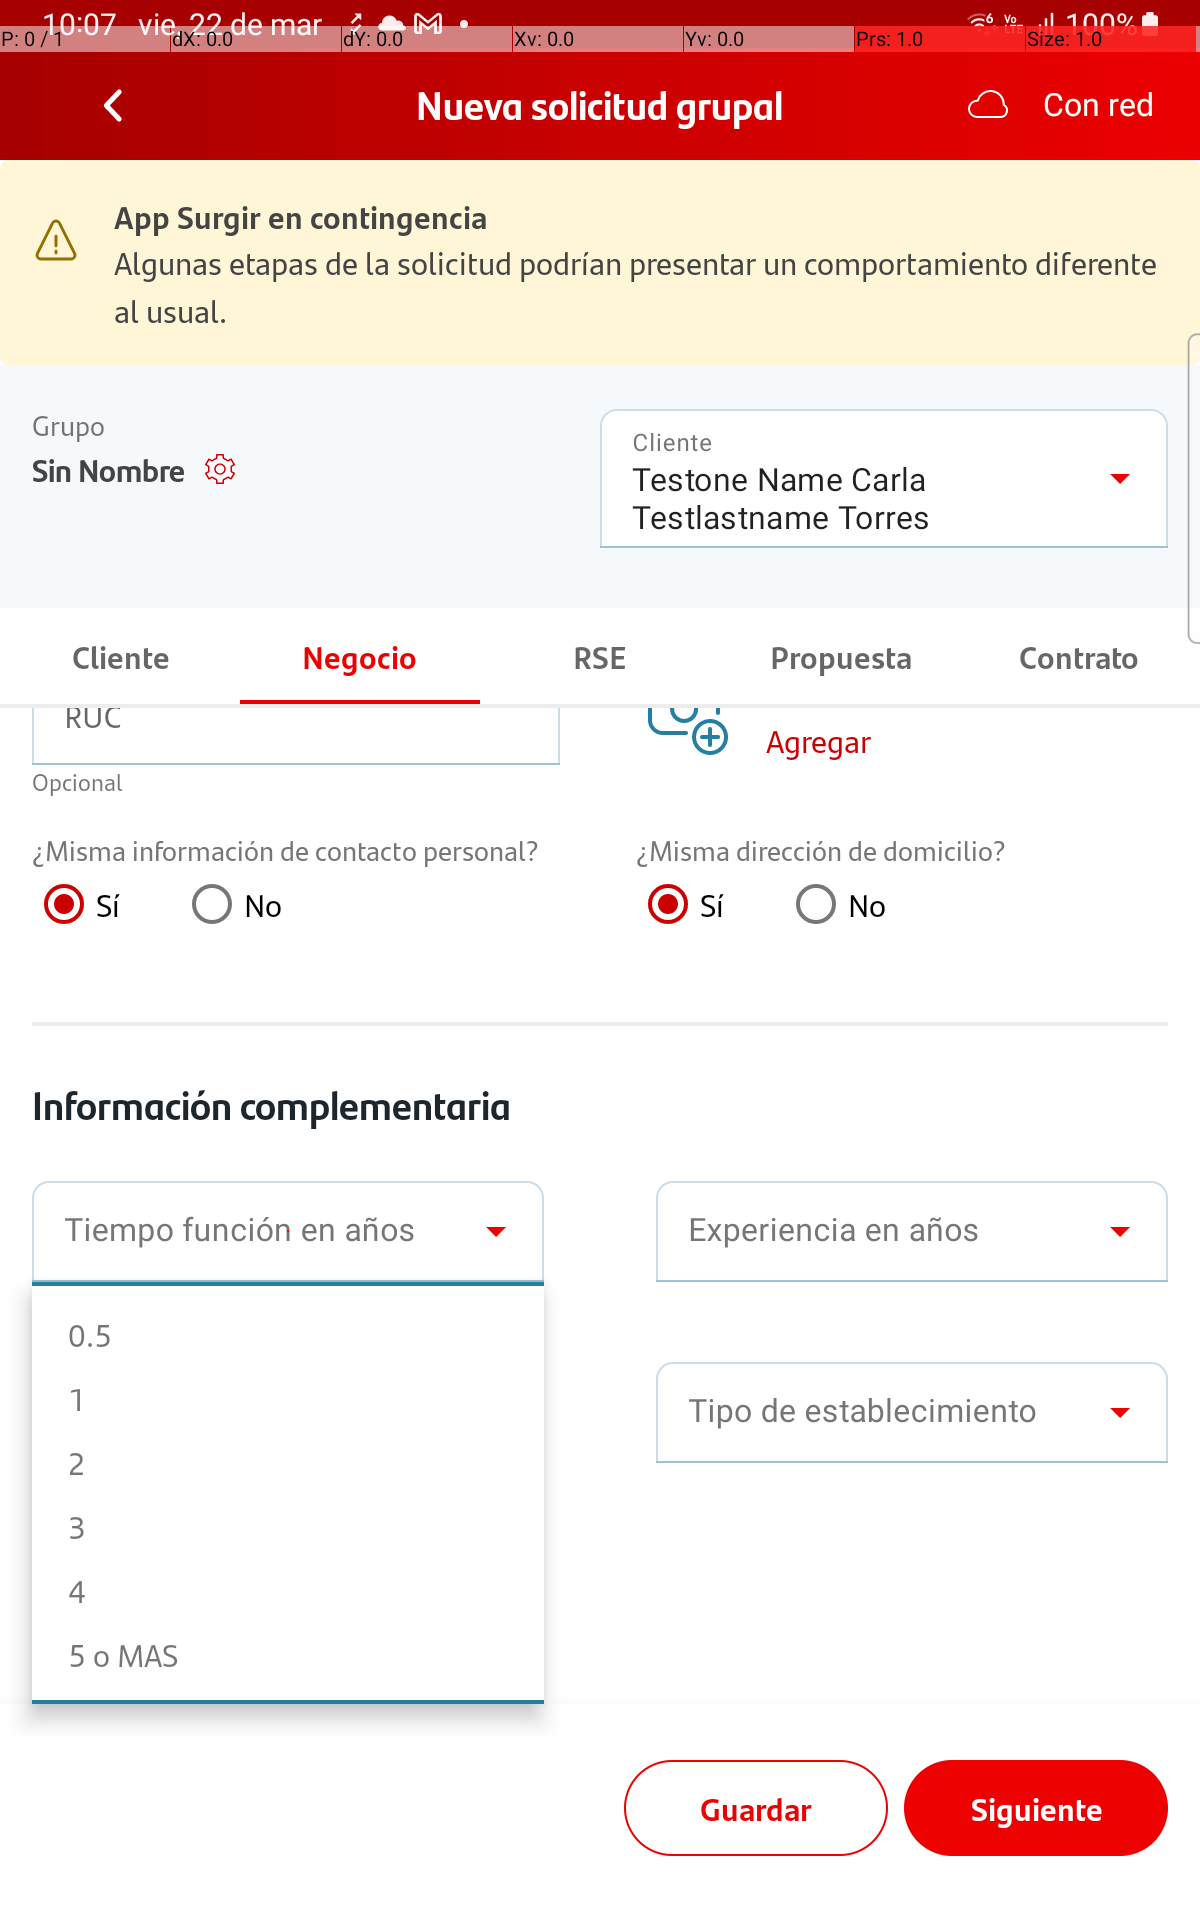 10:07 vie, 22 de mar 100%
P: 0 / 1 dX: 0.0 dY: 0.0 Xv: 0.0 Yv: 0.0 Prs: 1.0 Size: 1.0
Nueva solicitud grupal
Con red
App Surgir en contingencia
Algunas etapas de la solicitud podrían presentar un comportamiento diferente
al usual.
Grupo
Sin Nombre
Cliente
Testone Name Carla
Testlastname Torres
Cliente Negocio RSE Propuesta Contrato
RUC
Agregar
Opcional
¿Misma información de contacto personal?
Sí No
¿Misma dirección de domicilio?
Sí No
Información complementaria
Tiempo función en años
Experiencia en años
0.5
1
2
3
4
5 o MAS
Tipo de establecimiento
Guardar
Siguiente